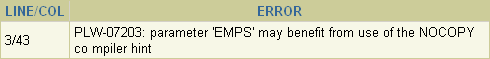 LINE/COL ERROR
3/43 PLW-07203: parameter 'EMPS' may benefit from use of the NOCOPY
co mpiler hint